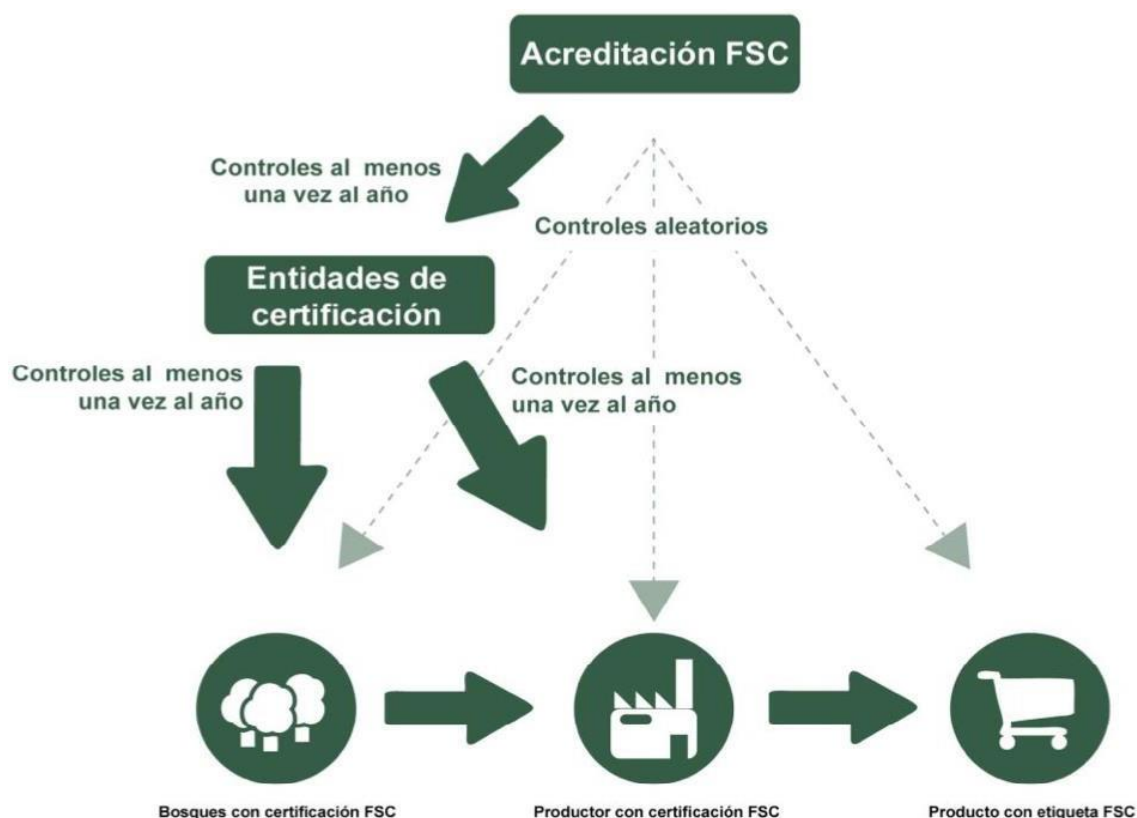 Acreditación FSC
Controles al menos
una vez al año
Controles aleatorios
Entidades de
certificación
Controles al menos
una vez al año
Controles al menos
una vez al año
Bosques con certificación FSC
Productor con certificación FSC
Producto con etiqueta FSC